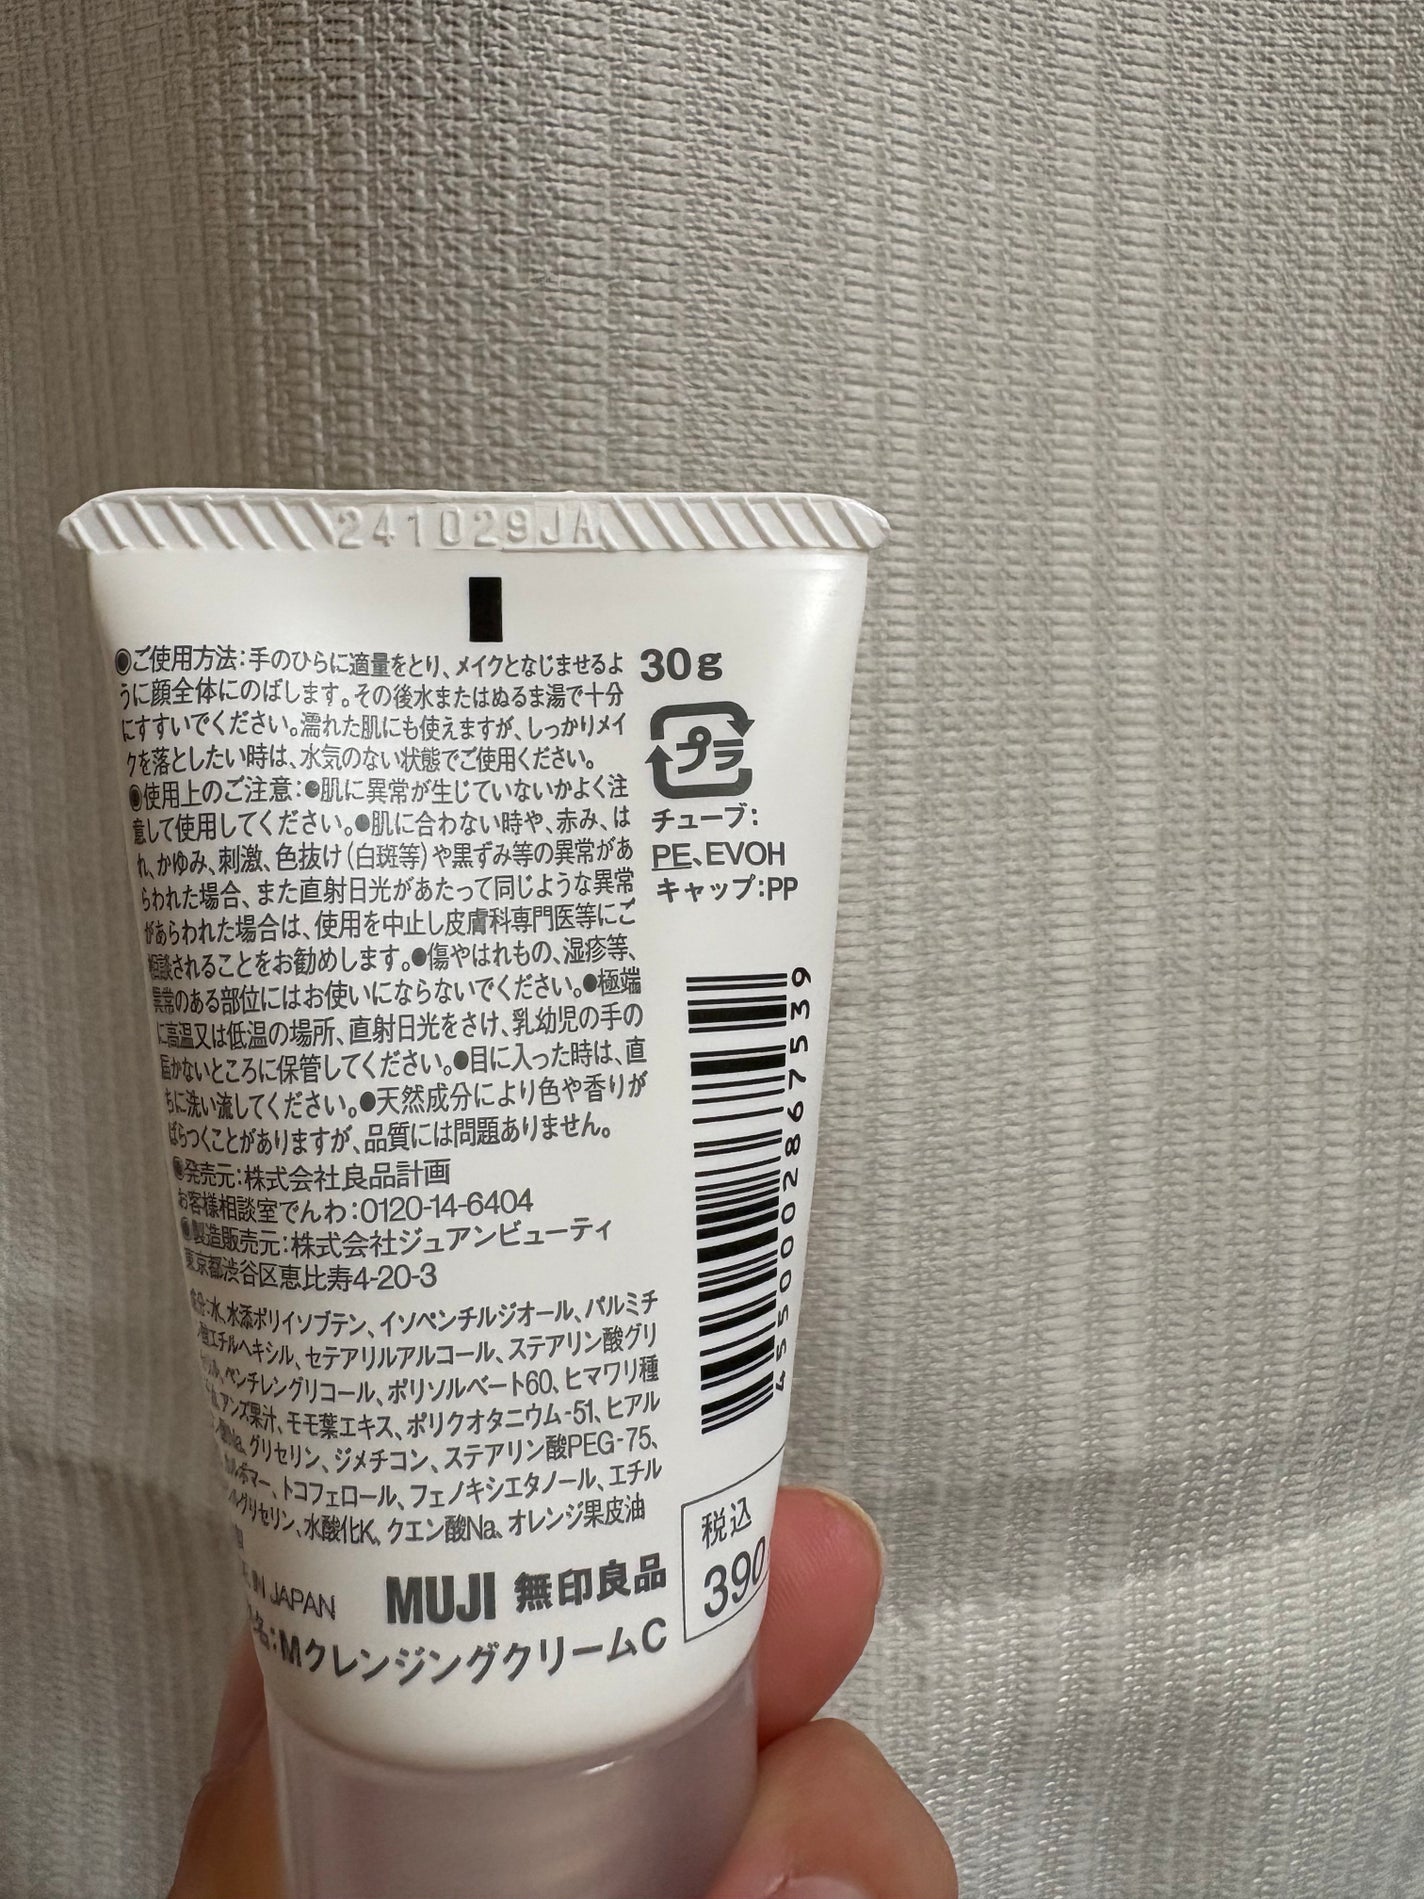 241029JA
◉ご使用方法:手のひらに適量をとり、メイクとなじませるよ
うに顔全体にのばします。その後水またはぬるま湯で十分
にすすいでください。濡れた肌にも使えますが、しっかりメイ
クを落としたい時は、水気のない状態でご使用ください。
◉使用上のご注意:●肌に異常が生じていないかよく注
意して使用してください。●肌に合わない時や、赤み、は
れ、かゆみ、刺激、色抜け(白斑等)や黒ずみ等の異常があ
らわれた場合、また直射日光があたって同じような異常
があらわれた場合は、使用を中止し皮膚科専門医等にご
相談されることをお勧めします。●傷やはれもの、湿疹等、
異常のある部位にはお使いにならないでください。●極端
に高温又は低温の場所、直射日光をさけ、乳幼児の手の
届かないところに保管してください。●目に入った時は、直
ちに洗い流してください。●天然成分により色や香りが
ばらつくことがありますが、品質には問題ありません。
◉発売元:株式会社良品計画
お客様相談室でんわ:0120-14-6404
◉製造販売元:株式会社ジュアンビューティ
東京都渋谷区恵比寿4-20-3
成分:水、水添ポリイソブテン、イソペンチルジオール、パルミチ
酸エチルヘキシル、セテアリルアルコール、ステアリン酸グリ
ペンチレングリコール、ポリソルベート60、ヒマワリ種
アンズ果汁、モモ葉エキス、ポリクオタニウム-51、ヒアル
Na、グリセリン、ジメチコン、ステアリン酸PEG-75、
カルボマー、トコフェロール、フェノキシエタノール、エチル
グリセリン、水酸化K、クエン酸Na、オレンジ果皮油
IN JAPAN
MUJI 無印良品
名:MクレンジングクリームC
30g
プラ
チューブ:
PE、EVOH
キャップ:PP
4550002867539
税込
390